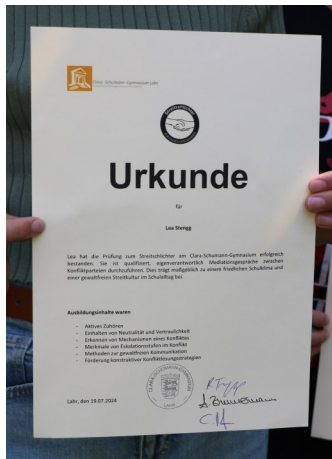 Clara-Schumann-Gymnasium Lahr
Urkunde
für
Lea Stengg
Lea hat die Prüfung zum Streitschlichter am Clara-Schumann-Gymnasium erfolgreich
bestanden. Sie ist qualifiziert, eigenverantwortlich Mediationsgespräche zwischen
Konfliktparteien durchzuführen. Dies trägt maßgeblich zu einem friedlichen Schulklima und
einer gewaltfreien Streitkultur im Schulalltag bei.
Ausbildungsinhalte waren
- Aktives Zuhören
- Einhalten von Neutralität und Vertraulichkeit
- Erkennen von Mechanismen eines Konfliktes
- Merkmale von Eskalationsstufen im Konflikt
- Methoden zur gewaltfreien Kommunikation
- Förderung konstruktiver Konfliktlösungsstrategien
Lahr, den 19.07.2024